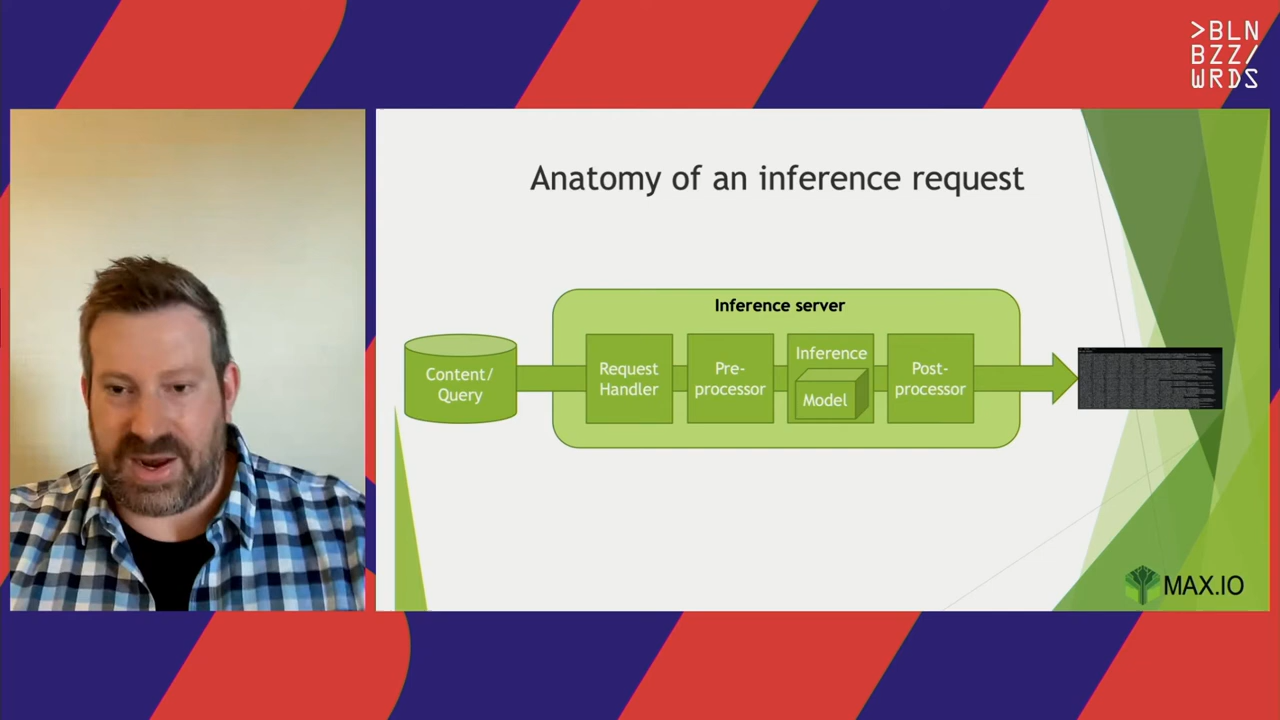 >BLN
BZZ/
WRDS
Anatomy of an inference request
Inference server
Content/
Query
Request
Handler
Pre-
processor
Inference
Model
Post-
processor
MAX.IO